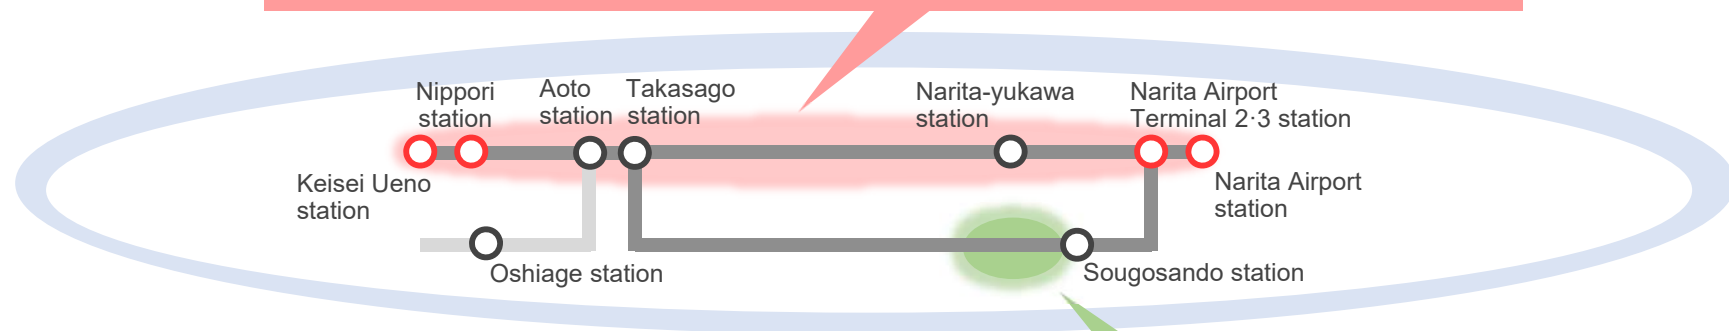 Nippori
station
Aoto
station
Takasago
station
Narita-yukawa
station
Narita Airport
Terminal 2·3 station
Keisei Ueno
station
Narita Airport
station
Oshiage station
Sougosando station